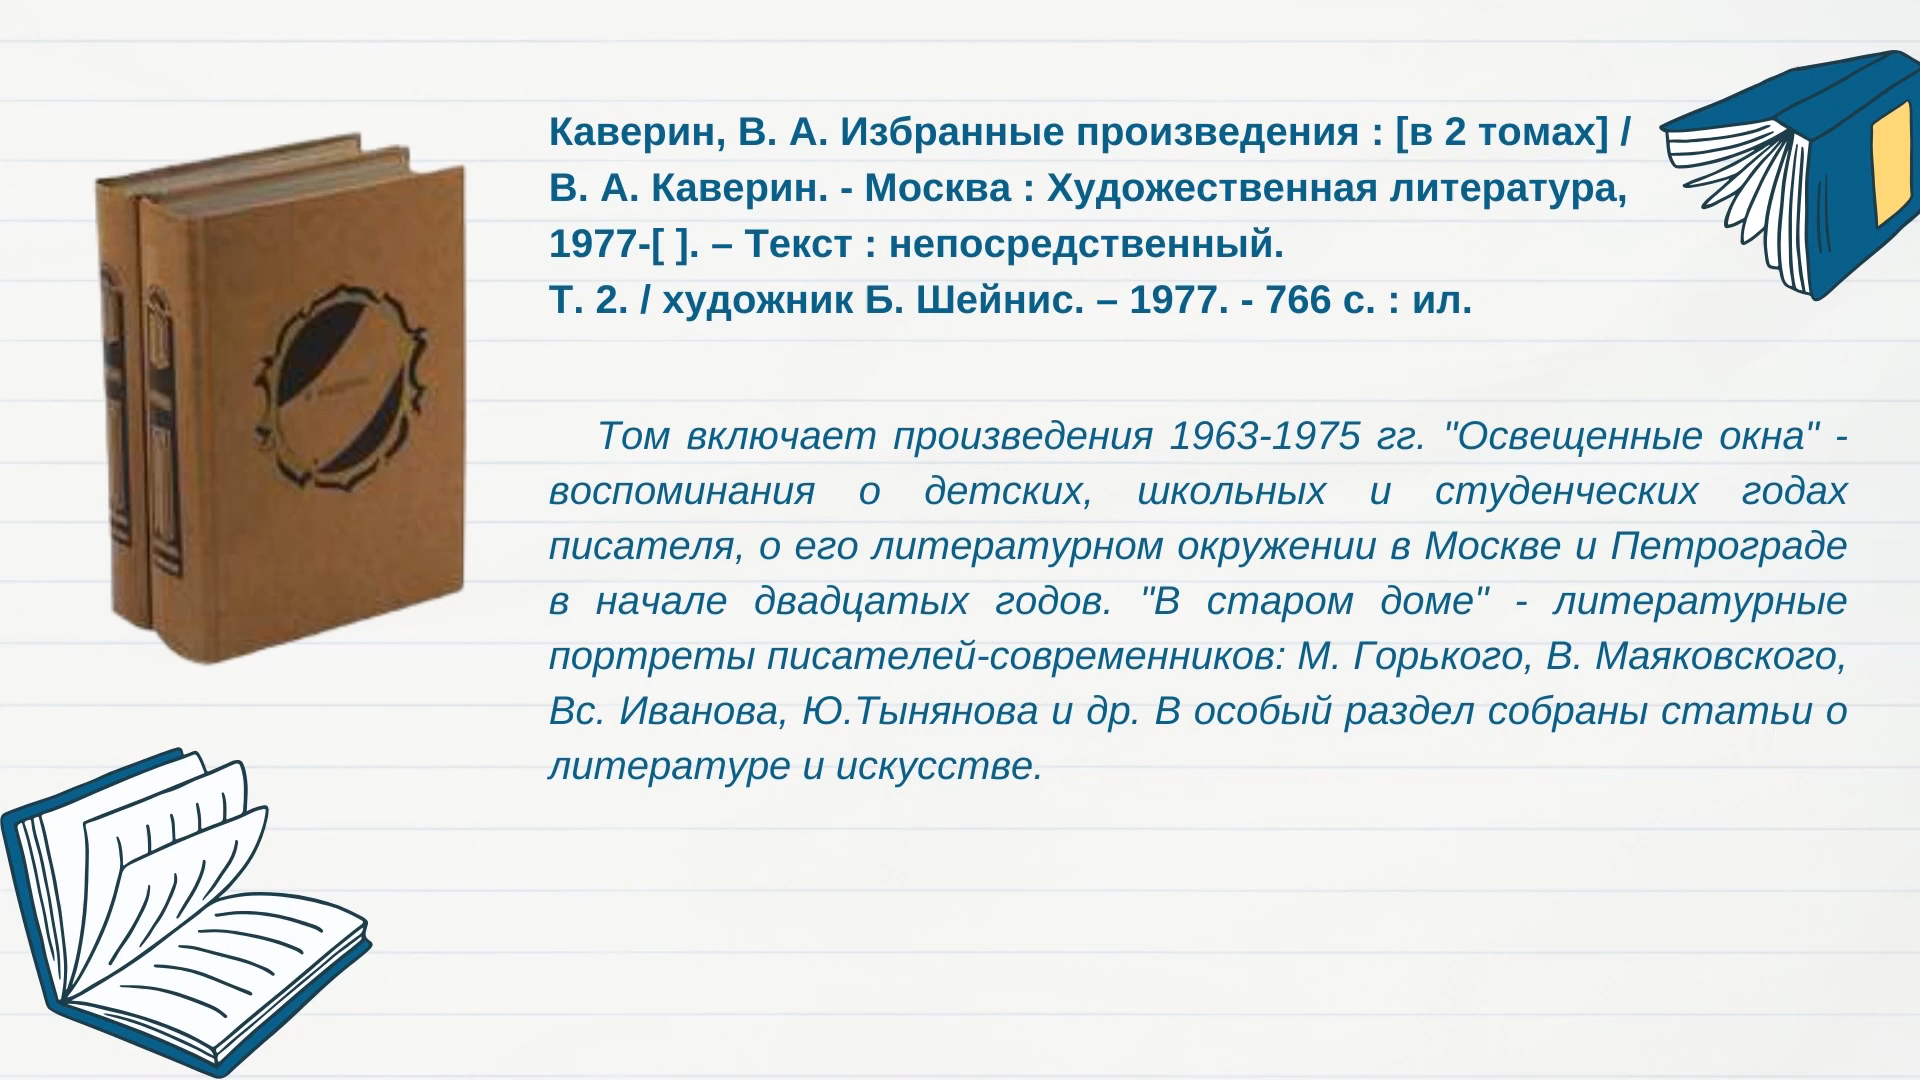 Каверин, В. А. Избранные произведения : [в 2 томах] /
В. А. Каверин. - Москва : Художественная литература,
1977-[ ]. – Текст : непосредственный.
Т. 2. / художник Б. Шейнис. – 1977. - 766 с. : ил.
Том включает произведения 1963-1975 гг. "Освещенные окна" -
воспоминания о детских, школьных и студенческих годах
писателя, о его литературном окружении в Москве и Петрограде
в начале двадцатых годов. "В старом доме" - литературные
портреты писателей-современников: М. Горького, В. Маяковского,
Вс. Иванова, Ю.Тынянова и др. В особый раздел собраны статьи о
литературе и искусстве.